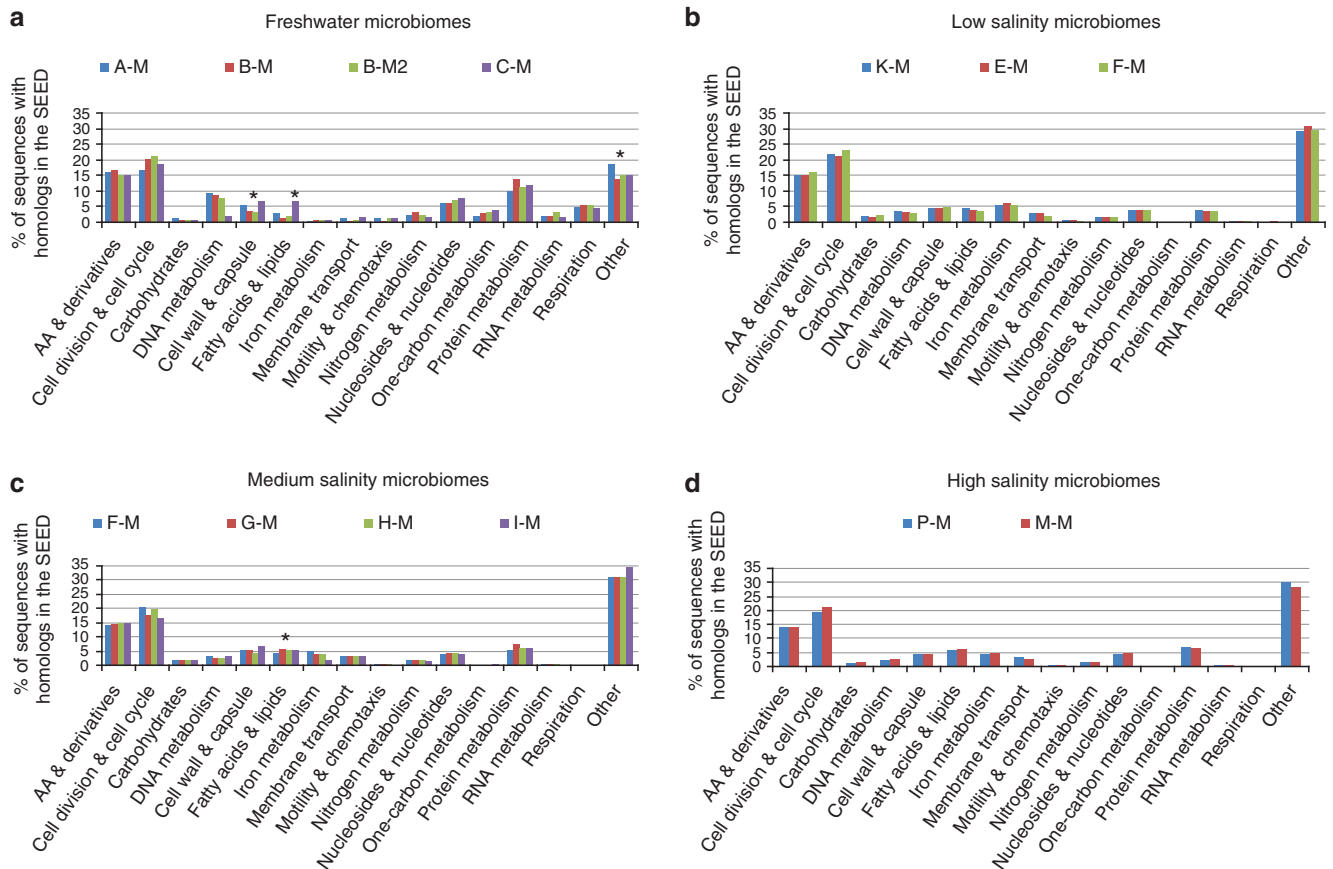 a
Freshwater microbiomes
A-M
B-M
B-M2
C-M
% of sequences with
homologs in the SEED
35
30
25
20
15
10
5
0
*
*
*
AA & derivatives
Cell division & cell cycle
Carbohydrates
DNA metabolism
Cell wall & capsule
Fatty acids & lipids
Iron metabolism
Membrane transport
Motility & chemotaxis
Nitrogen metabolism
Nucleosides & nucleotides
One-carbon metabolism
Protein metabolism
RNA metabolism
Respiration
Other
b
Low salinity microbiomes
K-M
E-M
F-M
% of sequences with
homologs in the SEED
35
30
25
20
15
10
5
0
AA & derivatives
Cell division & cell cycle
Carbohydrates
DNA metabolism
Cell wall & capsule
Fatty acids & lipids
Iron metabolism
Membrane transport
Motility & chemotaxis
Nitrogen metabolism
Nucleosides & nucleotides
One-carbon metabolism
Protein metabolism
RNA metabolism
Respiration
Other
c
Medium salinity microbiomes
F-M
G-M
H-M
I-M
% of sequences with
homologs in the SEED
35
30
25
20
15
10
5
0
*
AA & derivatives
Cell division & cell cycle
Carbohydrates
DNA metabolism
Cell wall & capsule
Fatty acids & lipids
Iron metabolism
Membrane transport
Motility & chemotaxis
Nitrogen metabolism
Nucleosides & nucleotides
One-carbon metabolism
Protein metabolism
RNA metabolism
Respiration
Other
d
High salinity microbiomes
P-M
M-M
% of sequences with
homologs in the SEED
35
30
25
20
15
10
5
0
AA & derivatives
Cell division & cell cycle
Carbohydrates
DNA metabolism
Cell wall & capsule
Fatty acids & lipids
Iron metabolism
Membrane transport
Motility & chemotaxis
Nitrogen metabolism
Nucleosides & nucleotides
One-carbon metabolism
Protein metabolism
RNA metabolism
Respiration
Other